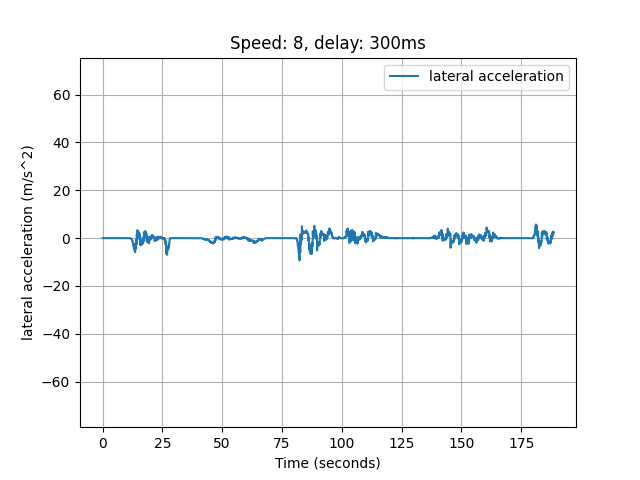 Speed: 8, delay: 300ms
lateral acceleration
60
40
20
0
−20
−40
−60
lateral acceleration (m/s^2)
0 25 50 75 100 125 150 175
Time (seconds)